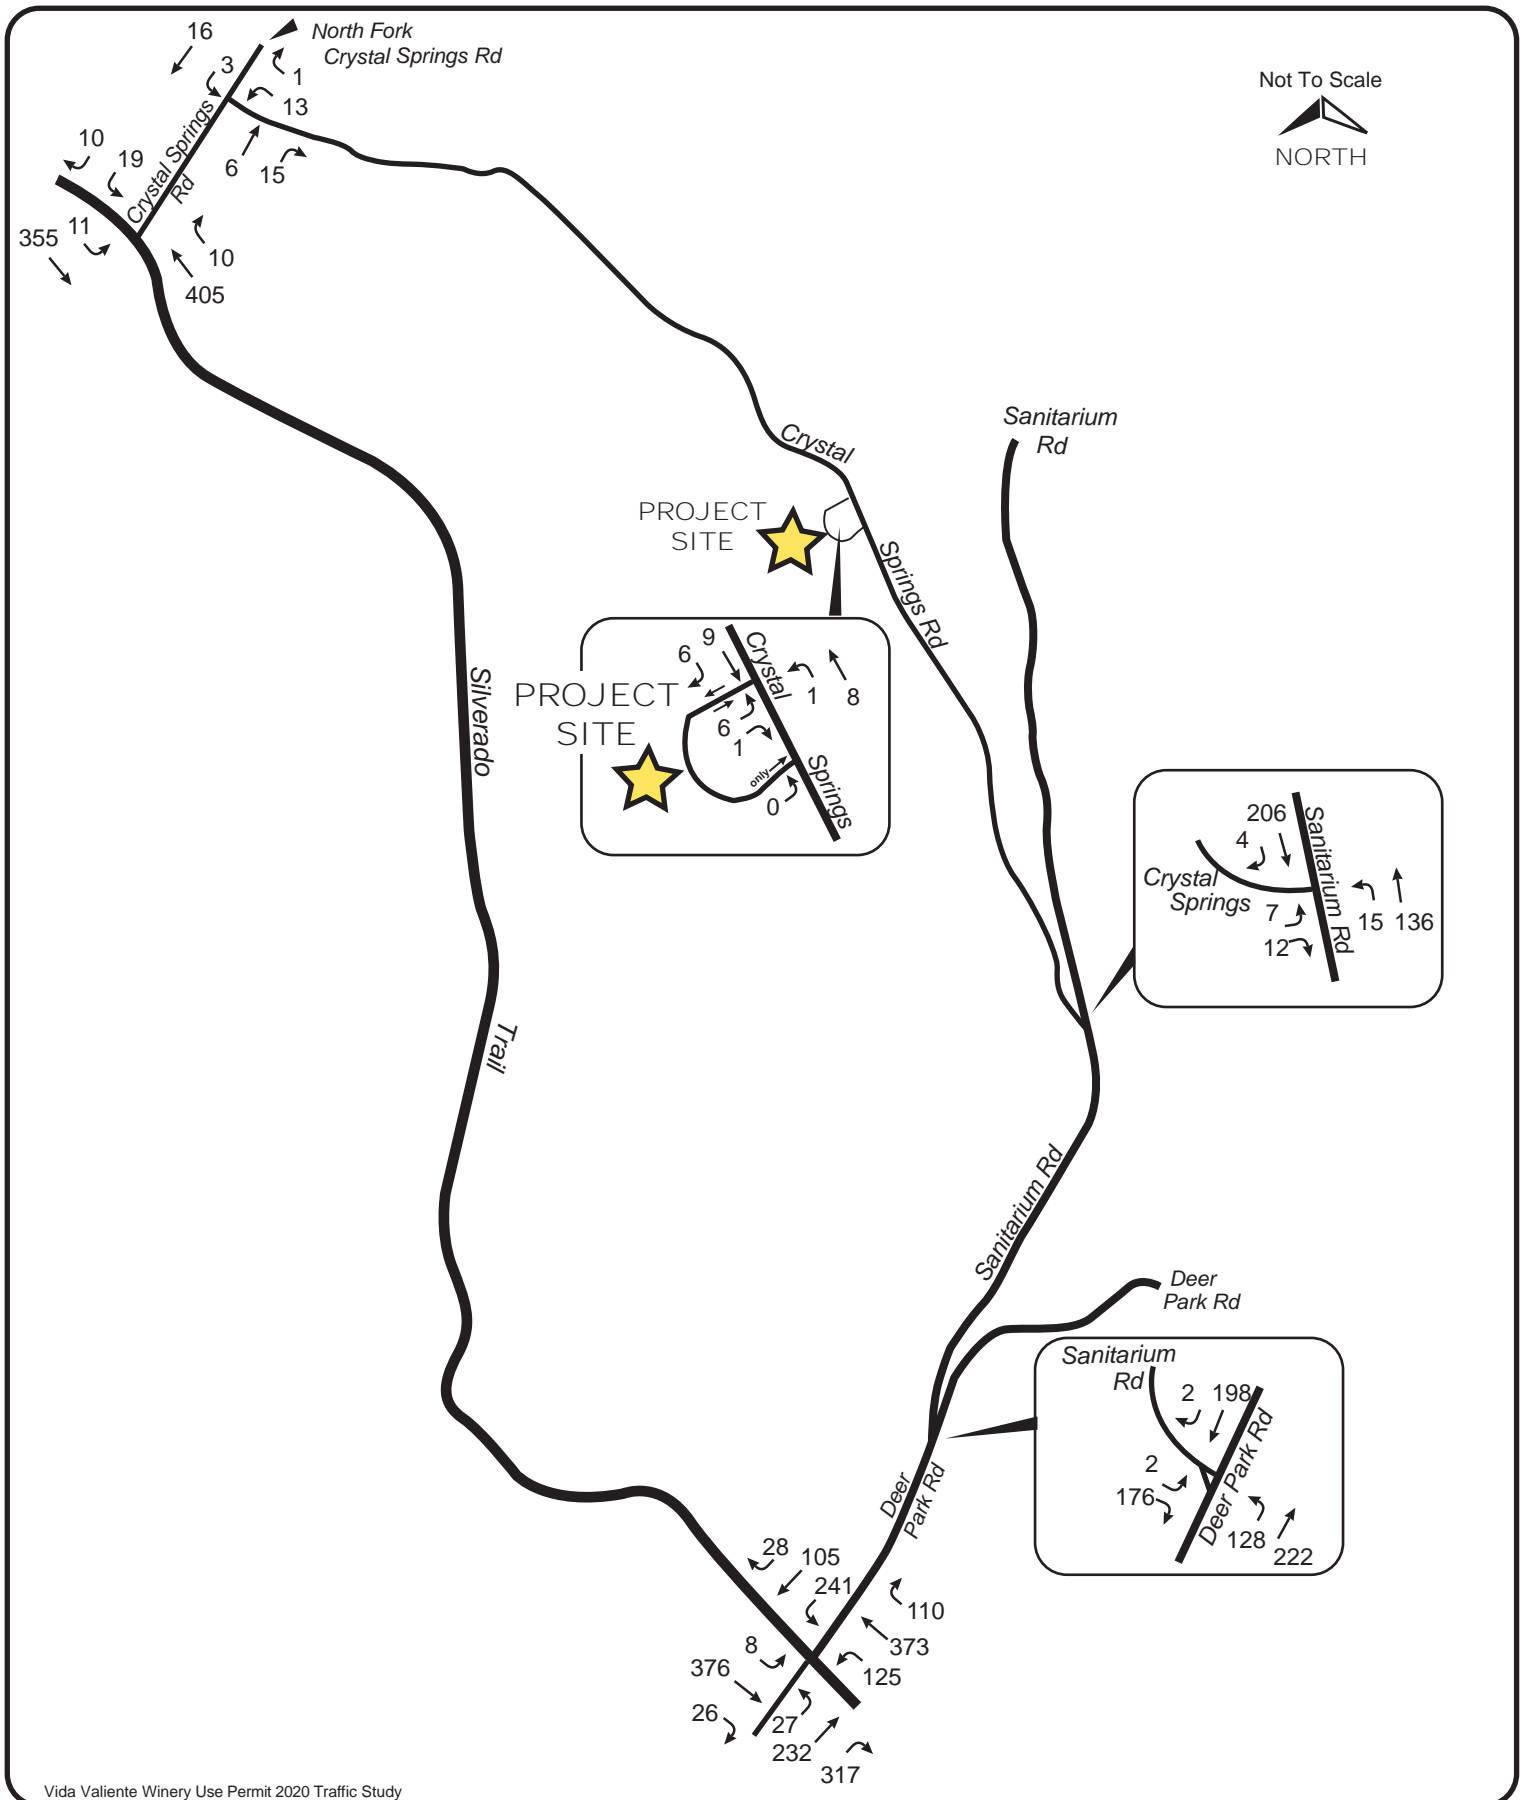 16
North Fork
Crystal Springs Rd
3
1
13
Not To Scale
NORTH
10
19
Crystal Springs
Rd
6
15
355
11
10
405
Sanitarium
Rd
Crystal
PROJECT
SITE
Springs Rd
9
6
Crystal
1
8
PROJECT
SITE
6
1
only
0
Springs
Silverado
206
4
Sanitarium Rd
Crystal
Springs
7
12
15
136
Trail
Sanitarium Rd
Deer
Park Rd
Sanitarium
Rd
2
198
2
176
Deer Park Rd
128
222
Deer
Park Rd
28
105
241
110
373
125
8
376
26
27
232
317
Vida Valiente Winery Use Permit 2020 Traffic Study